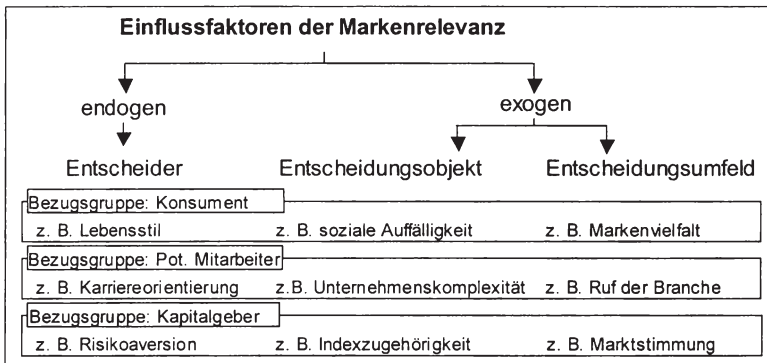 Einflussfaktoren der Markenrelevanz
endogen exogen
Entscheider Entscheidungsobjekt Entscheidungsumfeld
Bezugsgruppe: Konsument
z. B. Lebensstil z. B. soziale Auffälligkeit z. B. Markenvielfalt
Bezugsgruppe: Pot. Mitarbeiter
z. B. Karriereorientierung z.B. Unternehmenskomplexität z. B. Ruf der Branche
Bezugsgruppe: Kapitalgeber
z. B. Risikoaversion z. B. Indexzugehörigkeit z. B. Marktstimmung